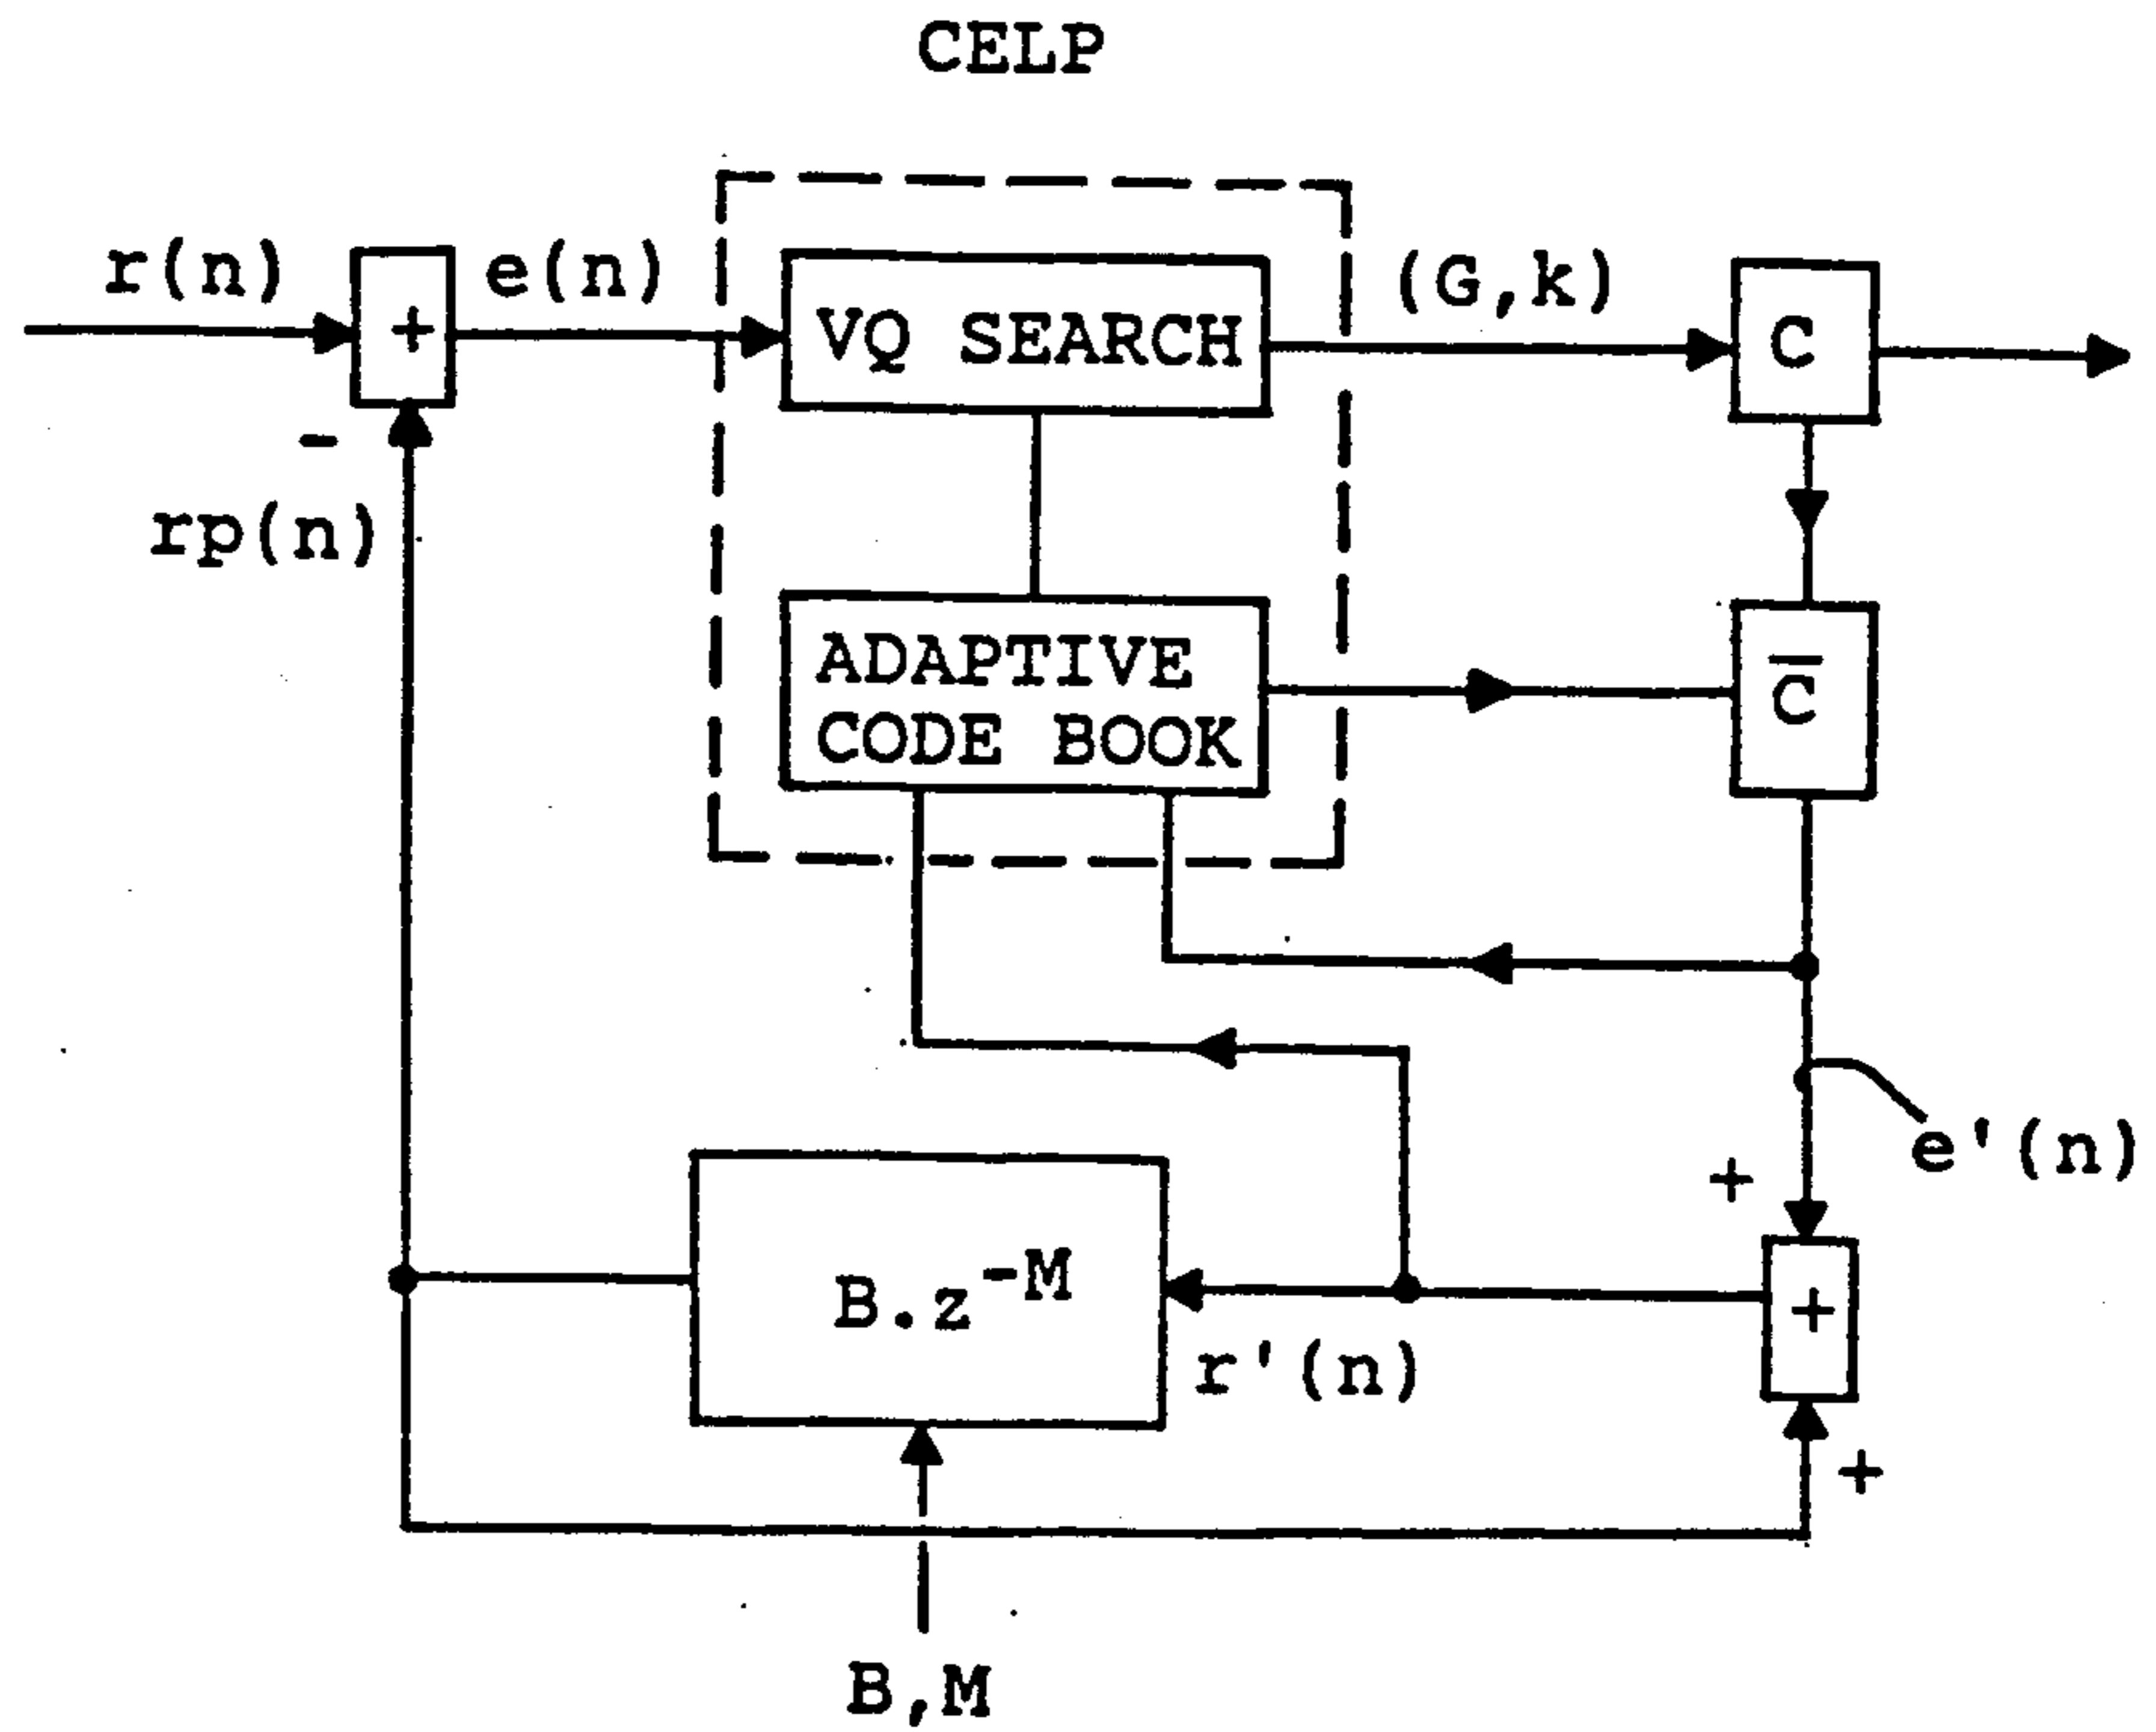 CELP
r(n)
+
e(n)
VQ SEARCH
(G,k)
C
-
rp(n)
ADAPTIVE
CODE BOOK
C̅
e'(n)
+
B.z^-M
r'(n)
+
+
B,M